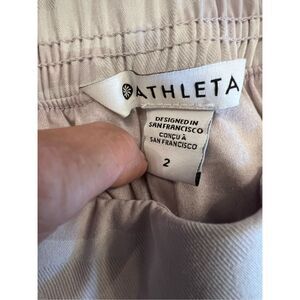 ATHLETA
DESIGNED IN
SAN FRANCISCO
CONÇU À
SAN FRANCISCO
2